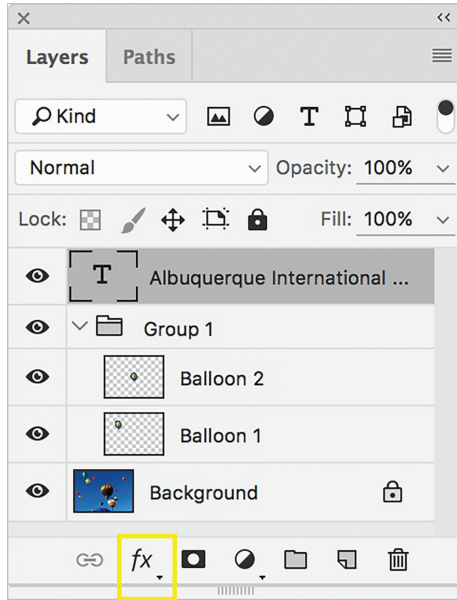 Layers Paths
Kind
Normal Opacity: 100%
Lock: Fill: 100%
T Albuquerque International ...
Group 1
Balloon 2
Balloon 1
Background
fx